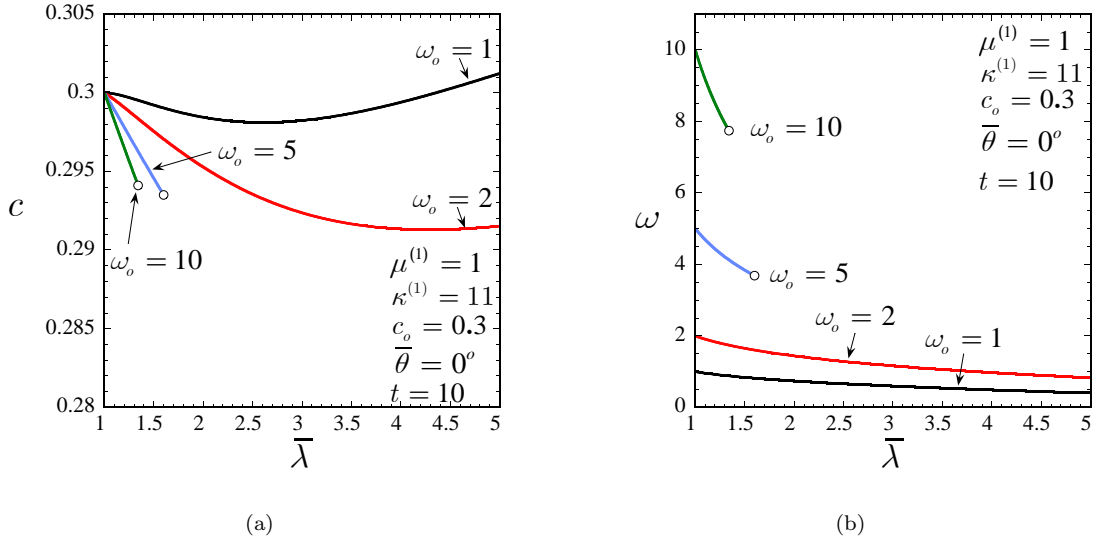 0.305
0.3
0.295
0.29
0.285
0.28
c
ω_o = 1
ω_o = 5
ω_o = 2
ω_o = 10
μ^(1) = 1
κ^(1) = 11
c_o = 0.3
θ̅ = 0^o
t = 10
1 1.5 2 2.5 3 3.5 4 4.5 5
λ̅
(a)
10
8
6
4
2
0
ω
μ^(1) = 1
κ^(1) = 11
c_o = 0.3
θ̅ = 0^o
t = 10
ω_o = 10
ω_o = 5
ω_o = 2
ω_o = 1
1 1.5 2 2.5 3 3.5 4 4.5 5
λ̅
(b)